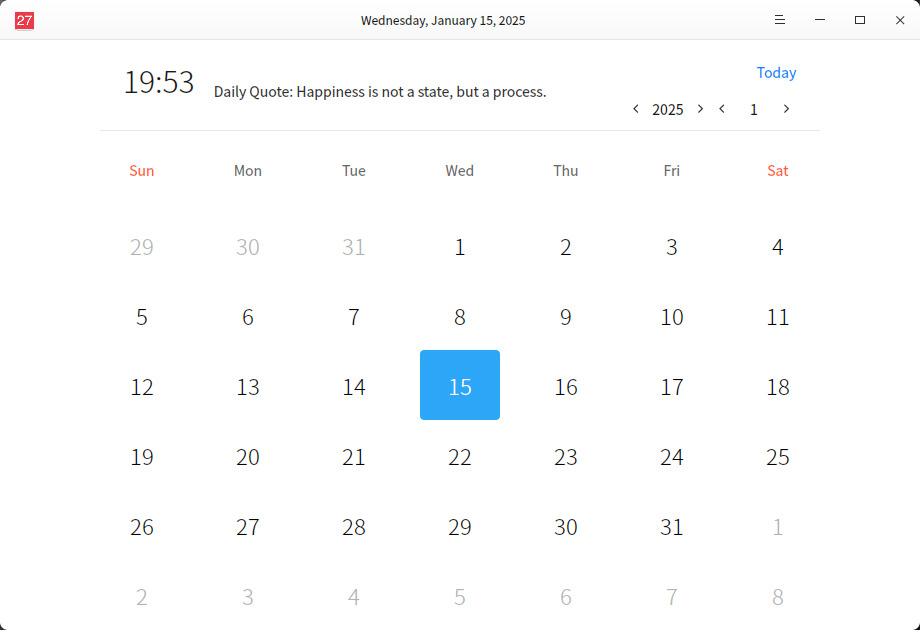 27
Wednesday, January 15, 2025
Today
19:53
Daily Quote: Happiness is not a state, but a process.
2025 1
Sun Mon Tue Wed Thu Fri Sat
29 30 31 1 2 3 4
5 6 7 8 9 10 11
12 13 14 15 16 17 18
19 20 21 22 23 24 25
26 27 28 29 30 31 1
2 3 4 5 6 7 8